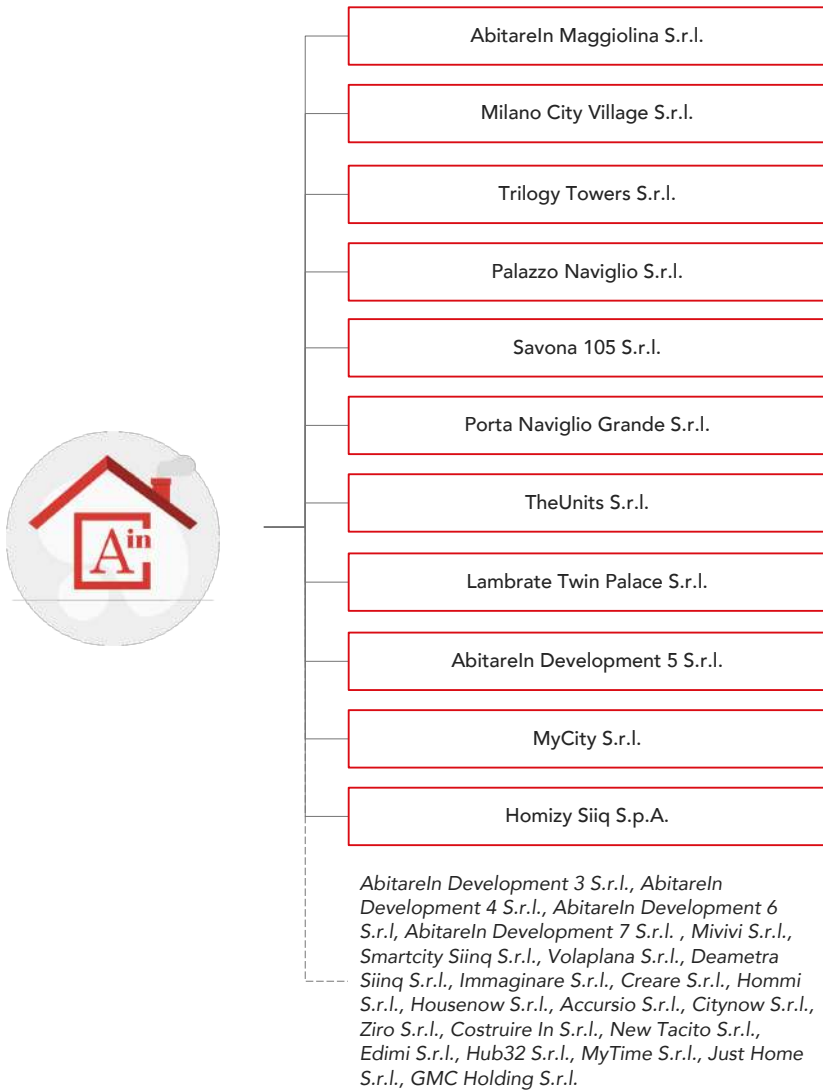 AbitareIn Maggiolina S.r.l.
Milano City Village S.r.l.
Trilogy Towers S.r.l.
Palazzo Naviglio S.r.l.
Savona 105 S.r.l.
Porta Naviglio Grande S.r.l.
Ain
TheUnits S.r.l.
Lambrate Twin Palace S.r.l.
AbitareIn Development 5 S.r.l.
MyCity S.r.l.
Homizy Siiq S.p.A.
AbitareIn Development 3 S.r.l., AbitareIn
Development 4 S.r.l., AbitareIn Development 6
S.r.l, AbitareIn Development 7 S.r.l. , Mivivi S.r.l.,
Smartcity Siinq S.r.l., Volaplana S.r.l., Deametra
Siinq S.r.l., Immaginare S.r.l., Creare S.r.l., Hommi
S.r.l., Housenow S.r.l., Accursio S.r.l., Citynow S.r.l.,
Ziro S.r.l., Costruire In S.r.l., New Tacito S.r.l.,
Edimi S.r.l., Hub32 S.r.l., MyTime S.r.l., Just Home
S.r.l., GMC Holding S.r.l.